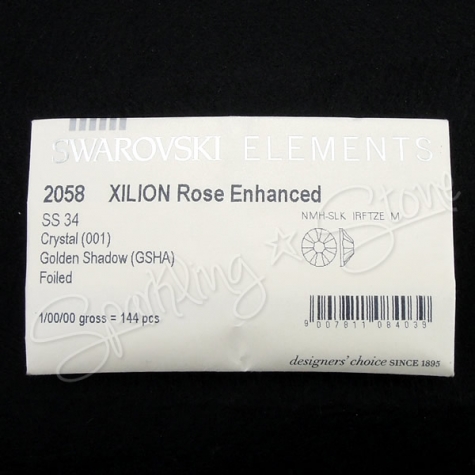 SWAROVSKI ELEMENTS
2058 XILION Rose Enhanced
SS 34
NMH-SLK IRFTZE M
Crystal (001)
Golden Shadow (GSHA)
Foiled
1/00/00 gross = 144 pcs
9 007811 084039
designers' choice SINCE 1895
Sparkling Stone